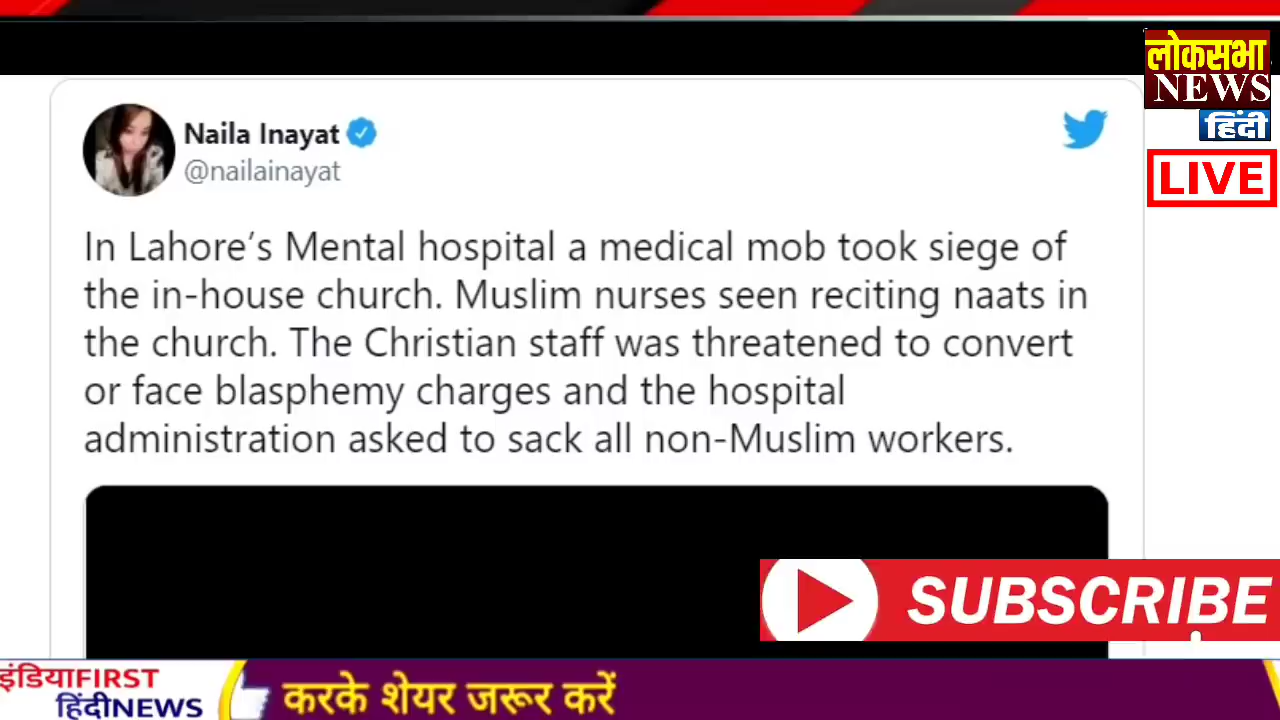 लोकसभा
NEWS
हिंदी
LIVE
Naila Inayat
@nailainayat
In Lahore’s Mental hospital a medical mob took siege of
the in-house church. Muslim nurses seen reciting naats in
the church. The Christian staff was threatened to convert
or face blasphemy charges and the hospital
administration asked to sack all non-Muslim workers.
SUBSCRIBE
इंडियाFIRST
हिंदीNEWS
करके शेयर जरूर करें